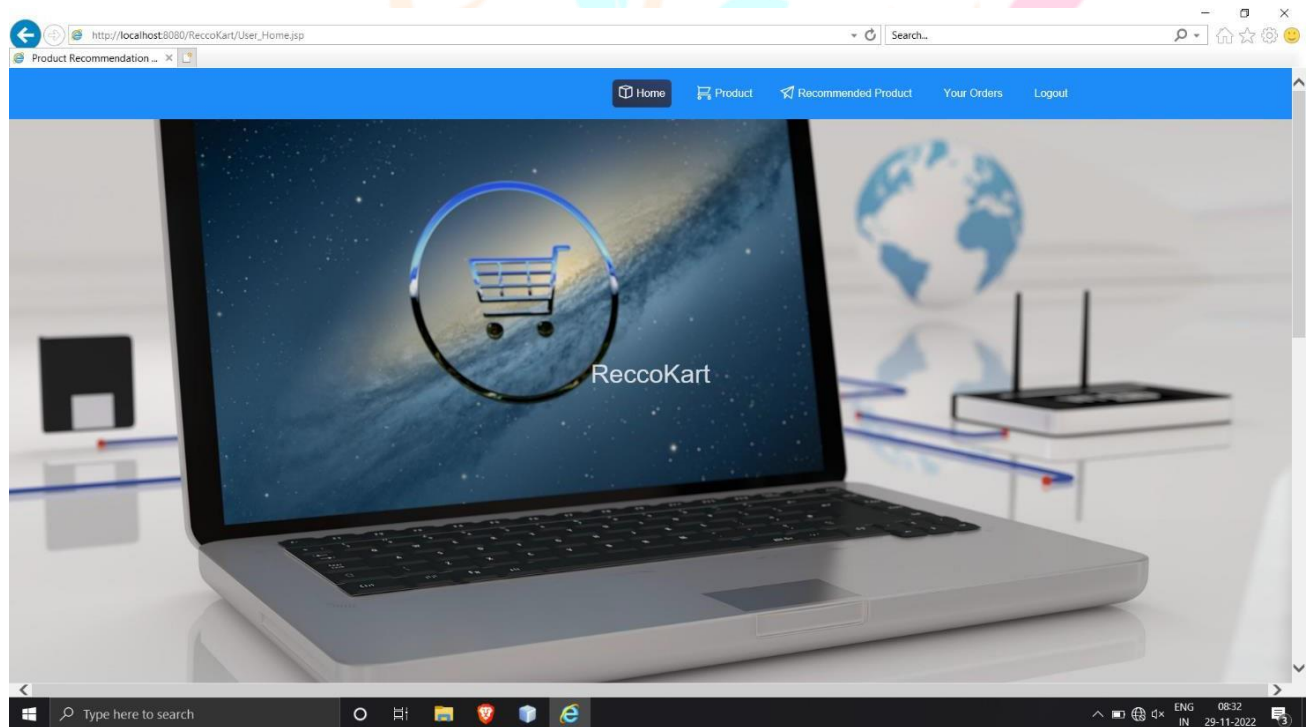 http://localhost:8080/ReccoKart/User_Home.jsp
Search...
Product Recommendation ...
Home
Product
Recommended Product
Your Orders
Logout
ReccoKart
Type here to search
ENG
IN
08:32
29-11-2022
3